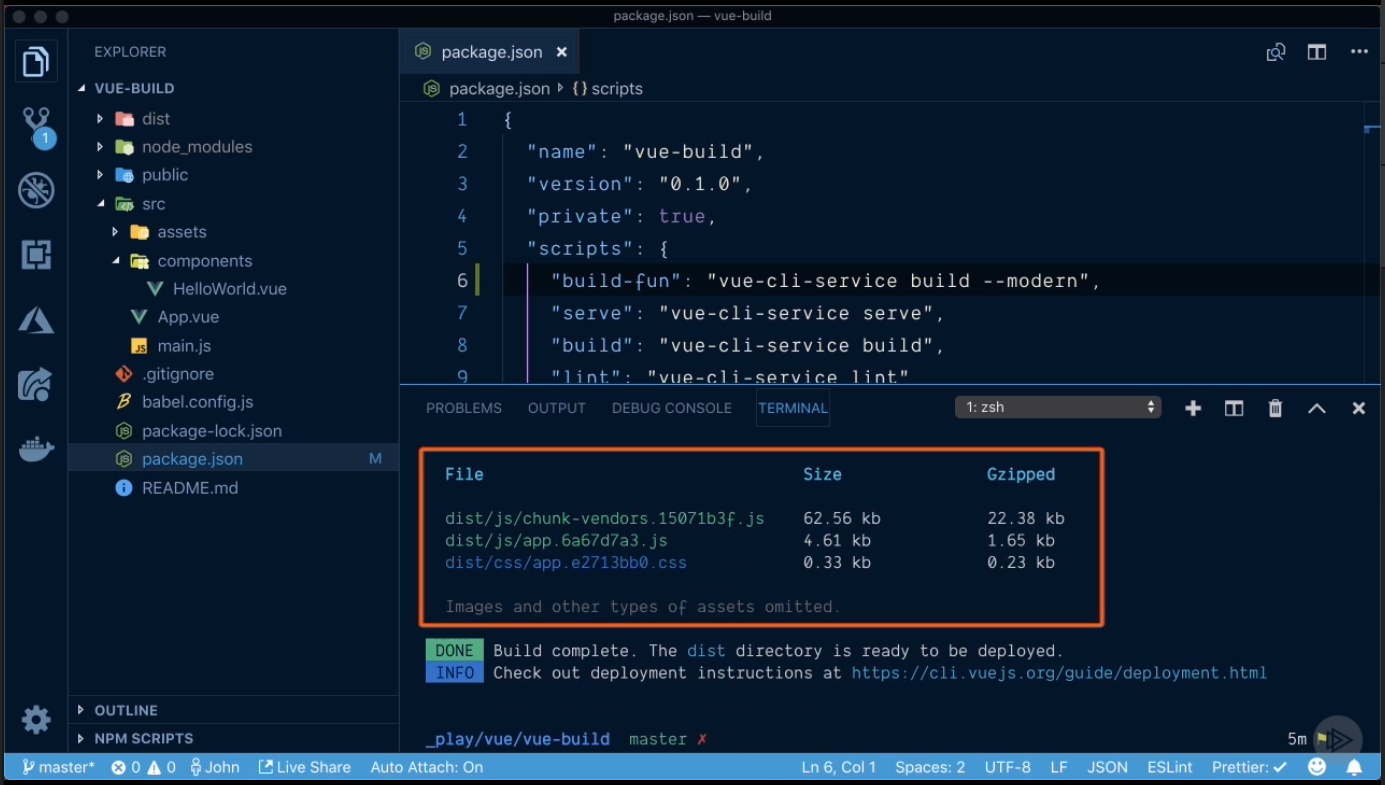 package.json — vue-build
EXPLORER
VUE-BUILD
dist
node_modules
public
src
assets
components
HelloWorld.vue
App.vue
main.js
.gitignore
babel.config.js
package-lock.json
package.json M
README.md
OUTLINE
NPM SCRIPTS
1
package.json ×
package.json {} scripts
1 {
2 "name": "vue-build",
3 "version": "0.1.0",
4 "private": true,
5 "scripts": {
6 "build-fun": "vue-cli-service build --modern",
7 "serve": "vue-cli-service serve",
8 "build": "vue-cli-service build",
9 "lint": "vue-cli-service lint"
PROBLEMS OUTPUT DEBUG CONSOLE TERMINAL 1: zsh
File Size Gzipped
dist/js/chunk-vendors.15071b3f.js 62.56 kb 22.38 kb
dist/js/app.6a67d7a3.js 4.61 kb 1.65 kb
dist/css/app.e2713bb0.css 0.33 kb 0.23 kb
Images and other types of assets omitted.
DONE Build complete. The dist directory is ready to be deployed.
INFO Check out deployment instructions at https://cli.vuejs.org/guide/deployment.html
_play/vue/vue-build master ✗ 5m
master* 0 0 John Live Share Auto Attach: On Ln 6, Col 1 Spaces: 2 UTF-8 LF JSON ESLint Prettier: ✓